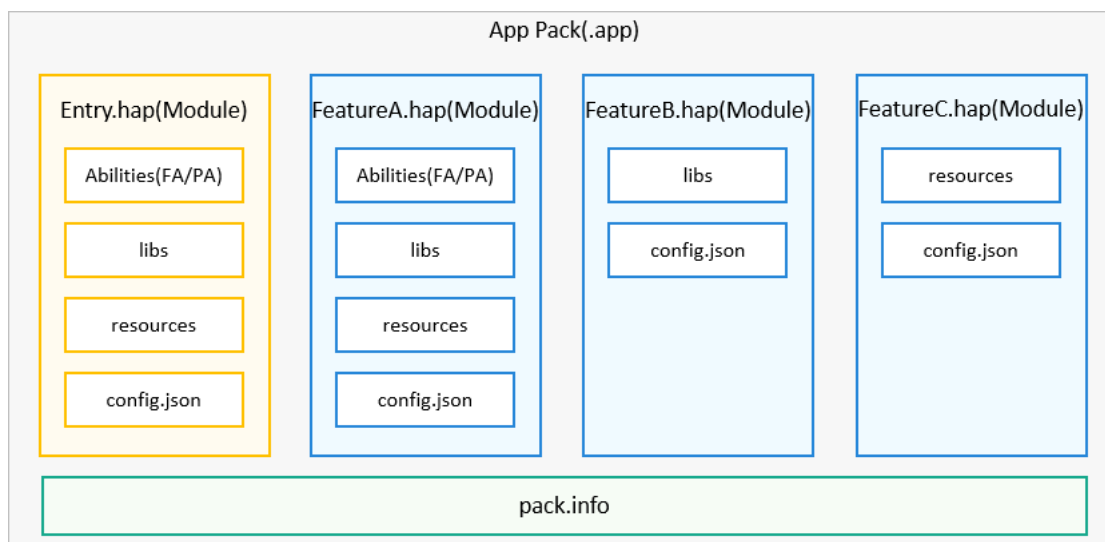 App Pack(.app)
Entry.hap(Module)
Abilities(FA/PA)
libs
resources
config.json
FeatureA.hap(Module)
Abilities(FA/PA)
libs
resources
config.json
FeatureB.hap(Module)
libs
config.json
FeatureC.hap(Module)
resources
config.json
pack.info